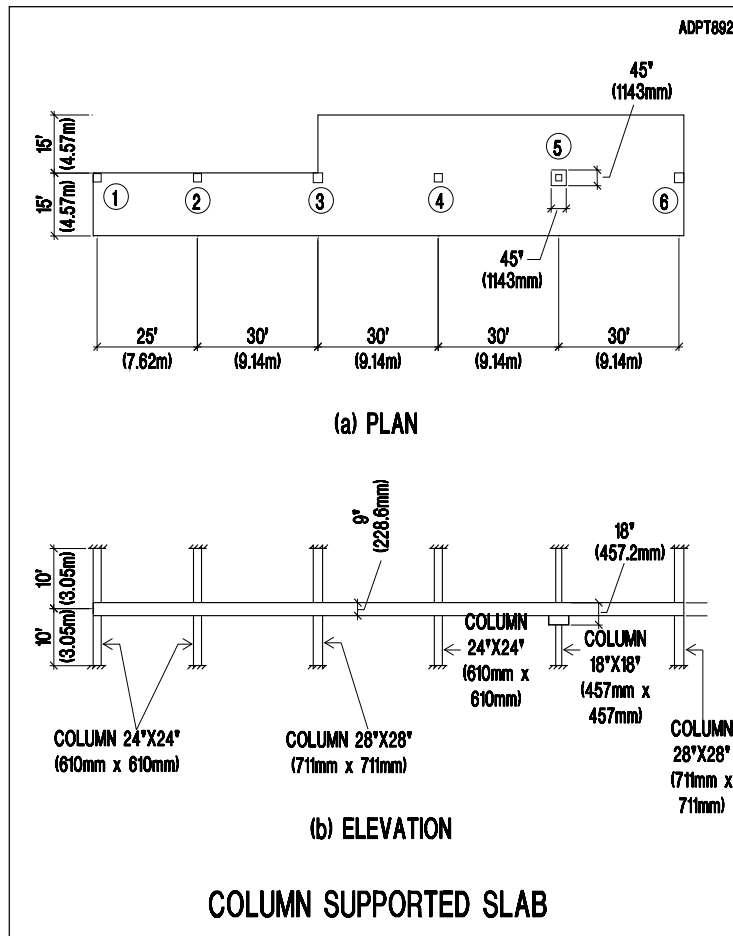 ADPT892
45"
(1143mm)
15'
(4.57m)
15'
(4.57m)
1
2
3
4
5
6
45"
(1143mm)
25'
(7.62m)
30'
(9.14m)
30'
(9.14m)
30'
(9.14m)
30'
(9.14m)
(a) PLAN
9"
(228.6mm)
18"
(457.2mm)
10'
(3.05m)
10'
(3.05m)
COLUMN
24"X24"
(610mm x
610mm)
COLUMN
18"X18"
(457mm x
457mm)
COLUMN 24"X24"
(610mm x 610mm)
COLUMN 28"X28"
(711mm x 711mm)
COLUMN
28"X28"
(711mm x
711mm)
(b) ELEVATION
COLUMN SUPPORTED SLAB